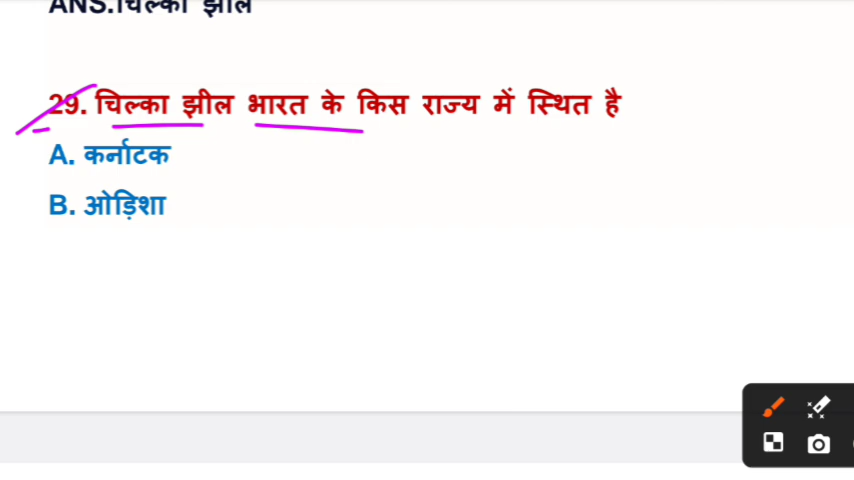 ANS.चिल्का झील
29. चिल्का झील भारत के किस राज्य में स्थित है
A. कर्नाटक
B. ओड़िशा